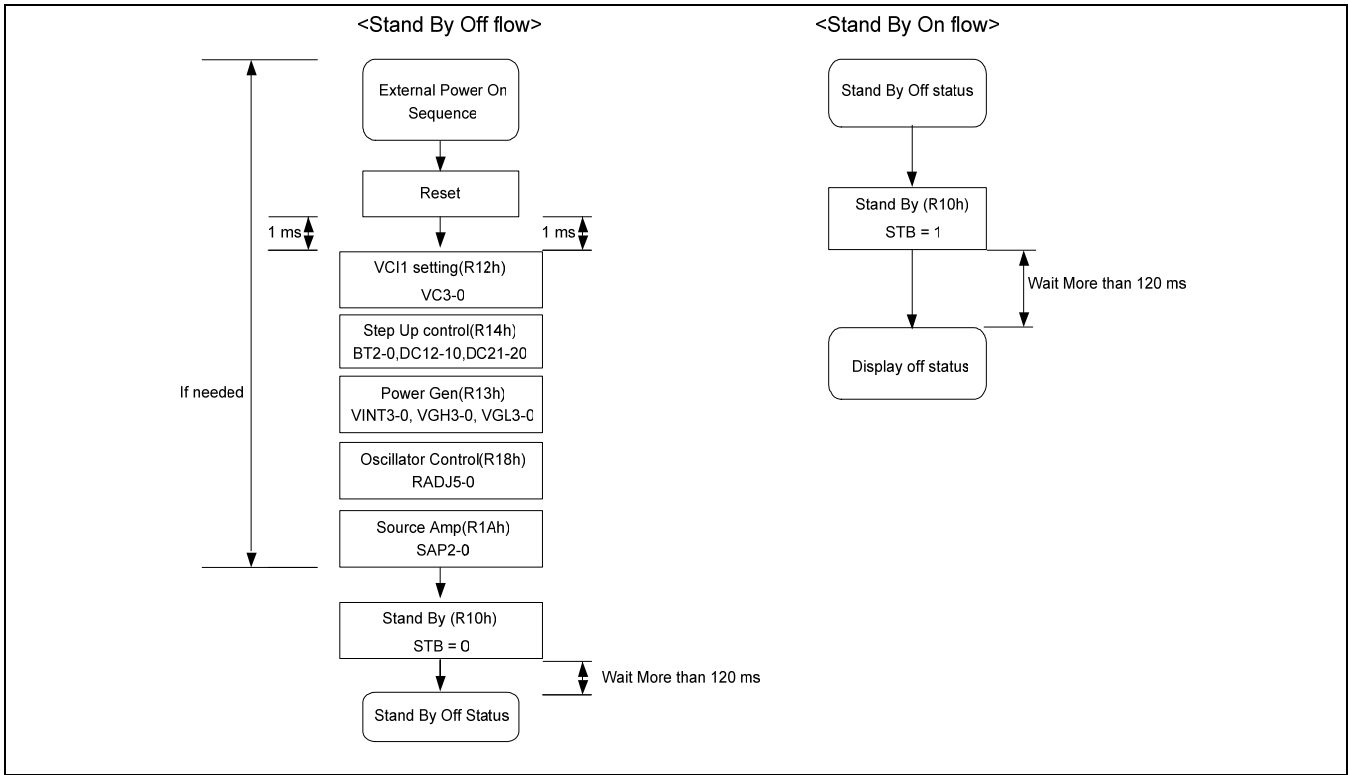 <Stand By Off flow>
External Power On
Sequence
Reset
1 ms
1 ms
VCI1 setting(R12h)
VC3-0
Step Up control(R14h)
BT2-0,DC12-10,DC21-20
Power Gen(R13h)
VINT3-0, VGH3-0, VGL3-0
If needed
Oscillator Control(R18h)
RADJ5-0
Source Amp(R1Ah)
SAP2-0
Stand By (R10h)
STB = 0
Wait More than 120 ms
Stand By Off Status
<Stand By On flow>
Stand By Off status
Stand By (R10h)
STB = 1
Wait More than 120 ms
Display off status